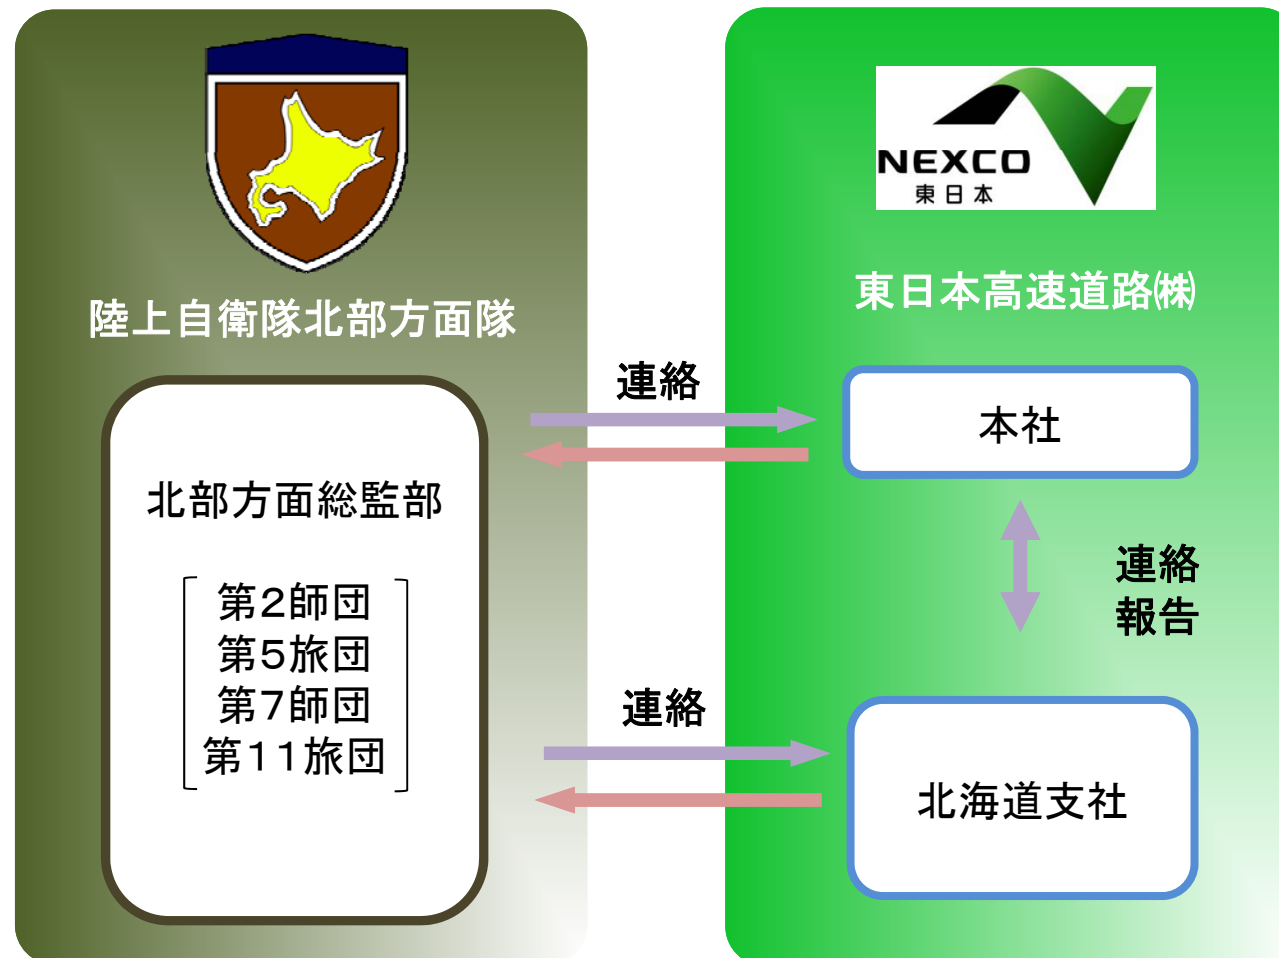 陸上自衛隊北部方面隊
北部方面総監部
第２師団
第５旅団
第７師団
第１１旅団
連絡
連絡
NEXCO
東日本
東日本高速道路㈱
本社
連絡
報告
北海道支社